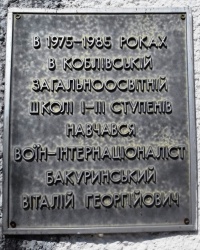 В 1975-1985 РОКАХ
В КОБЛІВСЬКІЙ
ЗАГАЛЬНООСВІТНІЙ
ШКОЛІ І-ІІІ СТУПЕНІВ
НАВЧАВСЯ
ВОЇН-ІНТЕРНАЦІОНАЛІСТ
БАКУРИНСЬКИЙ
ВІТАЛІЙ ГЕОРГІЙОВИЧ